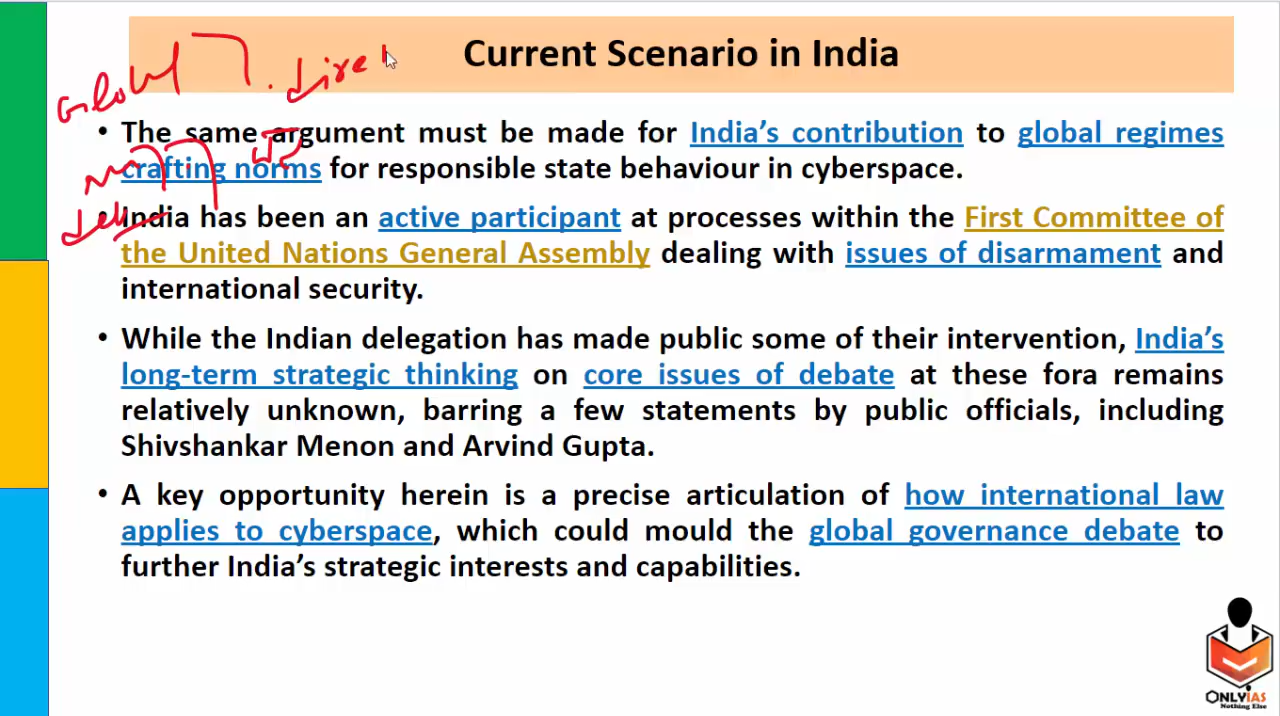 Current Scenario in India
Global
• The same argument must be made for India’s contribution to global regimes
crafting norms for responsible state behaviour in cyberspace.
• India has been an active participant at processes within the First Committee of
the United Nations General Assembly dealing with issues of disarmament and
international security.
• While the Indian delegation has made public some of their intervention, India’s
long-term strategic thinking on core issues of debate at these fora remains
relatively unknown, barring a few statements by public officials, including
Shivshankar Menon and Arvind Gupta.
• A key opportunity herein is a precise articulation of how international law
applies to cyberspace, which could mould the global governance debate to
further India’s strategic interests and capabilities.
ONLYIAS
Nothing Else